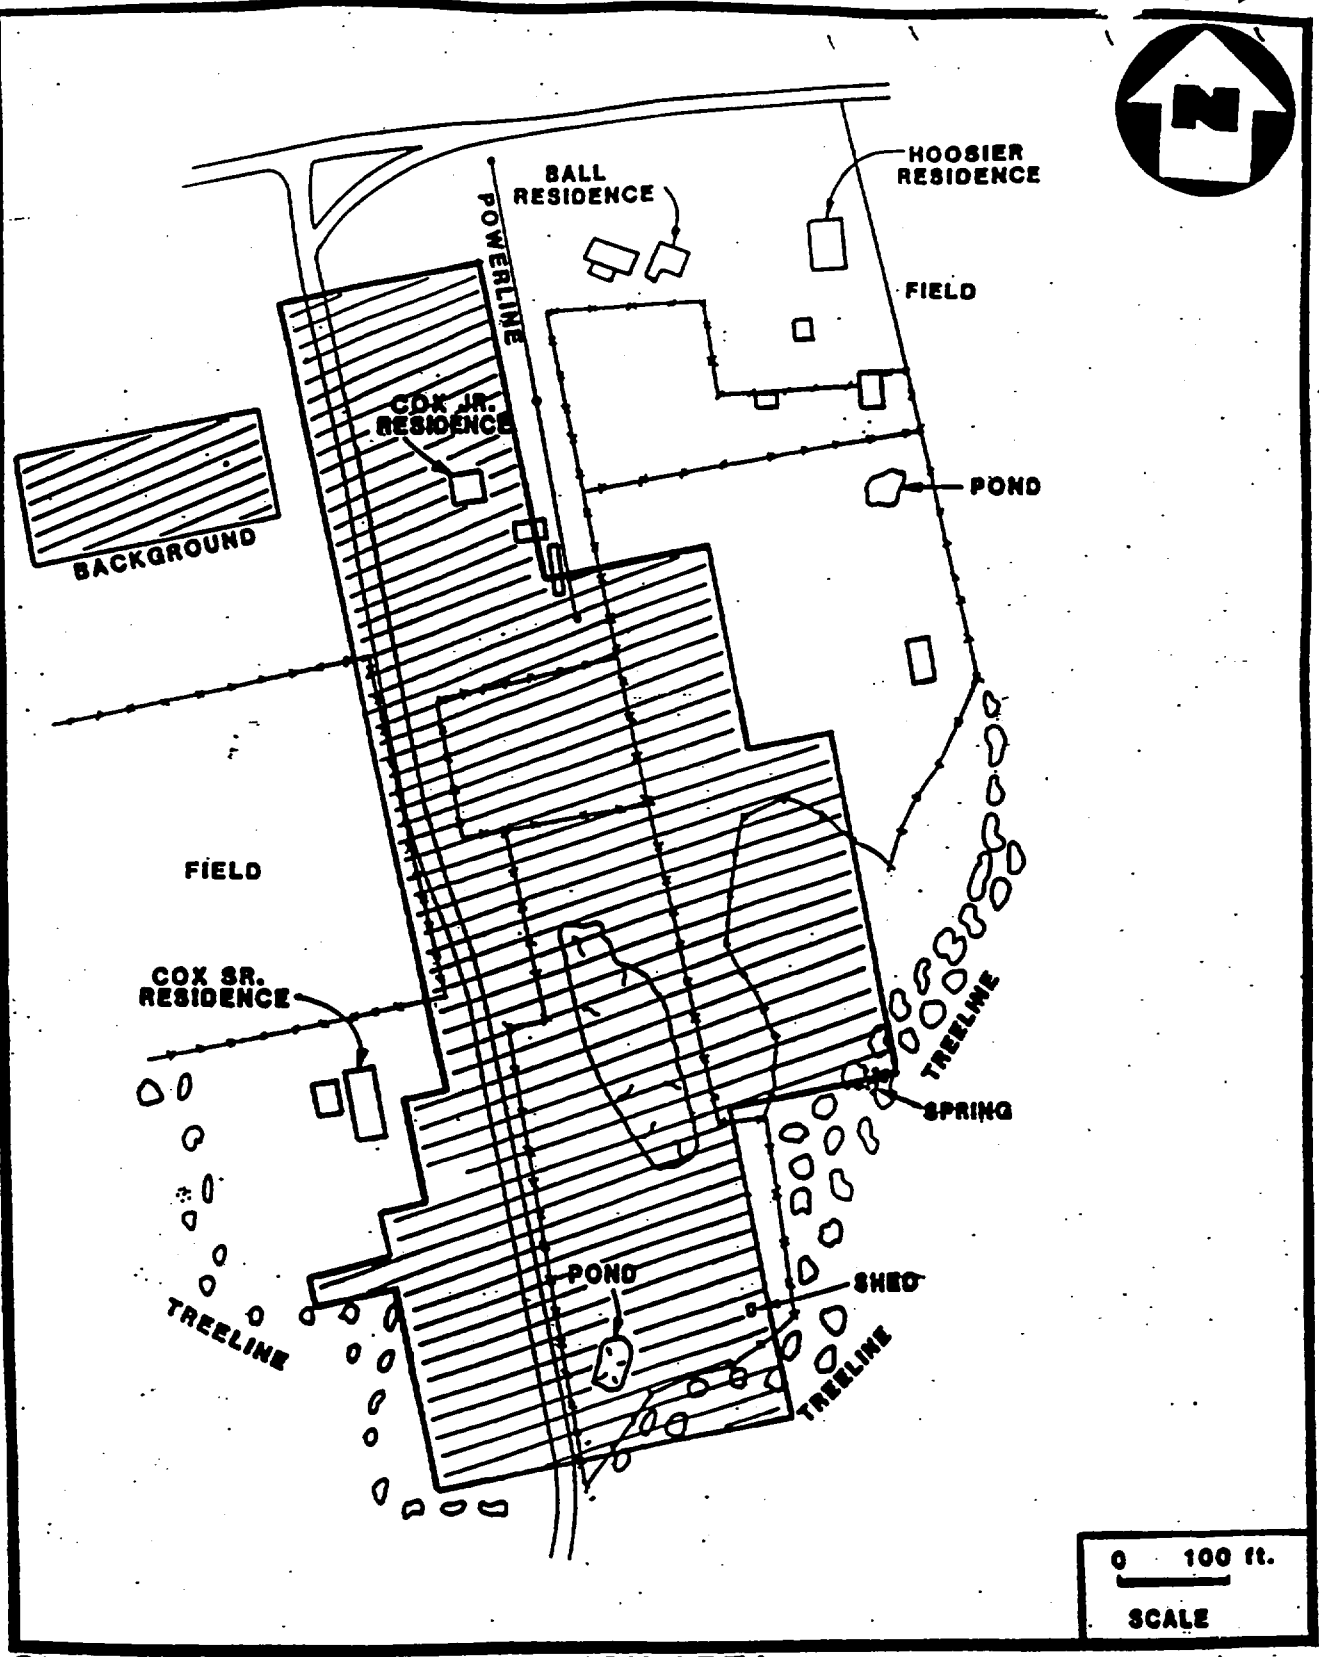 N
HOOSIER
RESIDENCE
BALL
RESIDENCE
POWERLINE
FIELD
COX JR.
RESIDENCE
POND
BACKGROUND
FIELD
COX SR.
RESIDENCE
TREELINE
SPRING
POND
SHED
TREELINE
TREELINE
0 100 ft.
SCALE